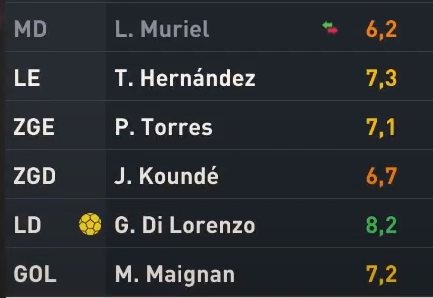 MD L. Muriel 6,2
LE T. Hernández 7,3
ZGE P. Torres 7,1
ZGD J. Koundé 6,7
LD G. Di Lorenzo 8,2
GOL M. Maignan 7,2